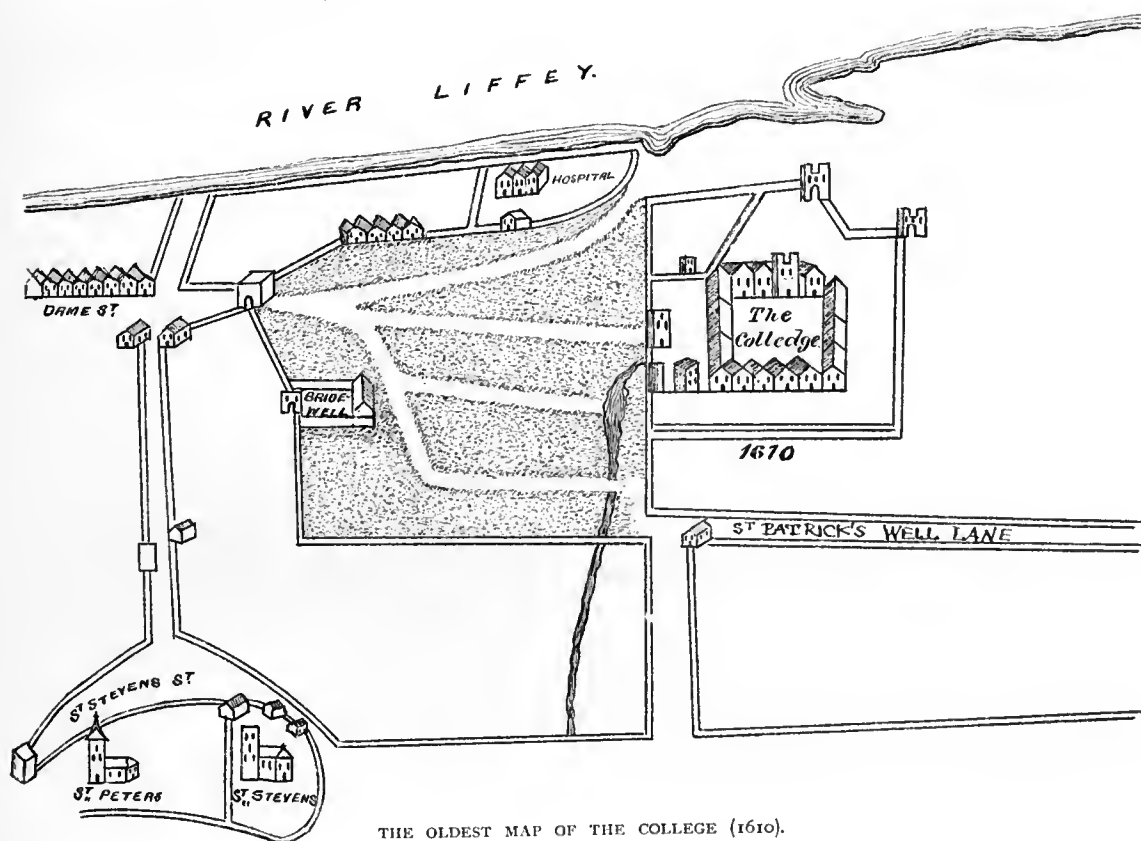 RIVER LIFFEY.
HOSPITAL
DAME ST.
The
Colledge
BRIDE-
WELL
1610
ST PATRICK'S WELL LANE
ST STEVENS ST.
ST. PETERS
ST. STEVENS
THE OLDEST MAP OF THE COLLEGE (1610).